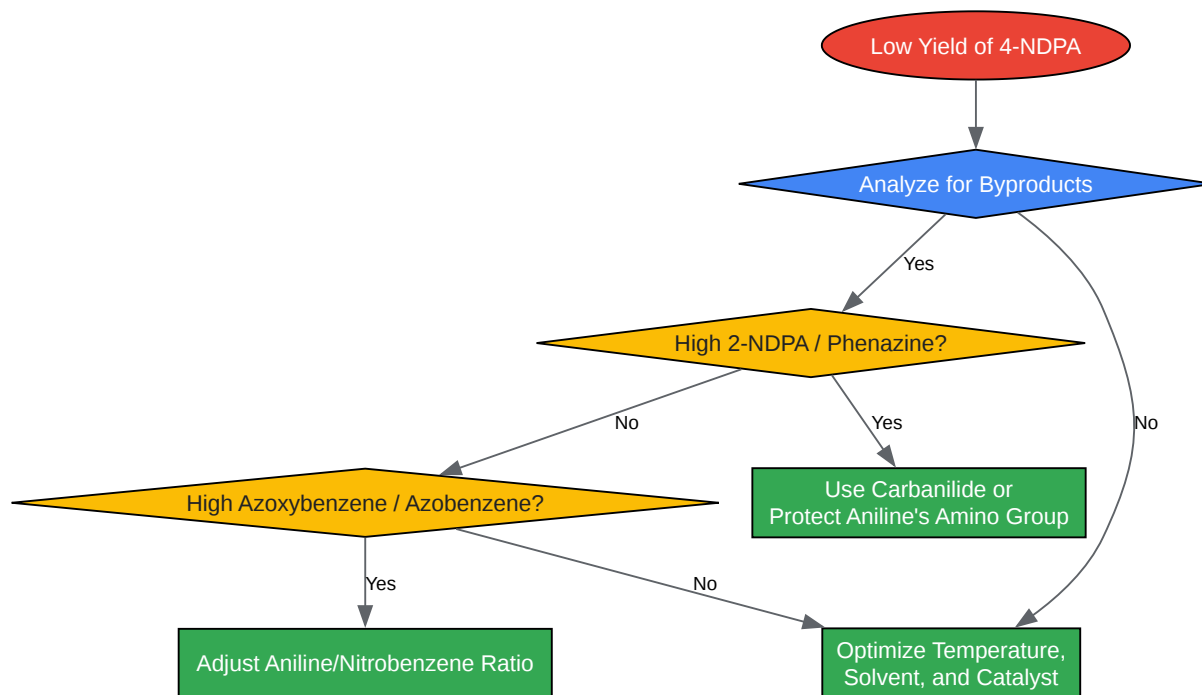 Low Yield of 4-NDPA
Analyze for Byproducts
Yes
High 2-NDPA / Phenazine?
No
Yes
No
High Azoxybenzene / Azobenzene?
Use Carbanilide or
Protect Aniline's Amino Group
Yes
No
Adjust Aniline/Nitrobenzene Ratio
Optimize Temperature,
Solvent, and Catalyst